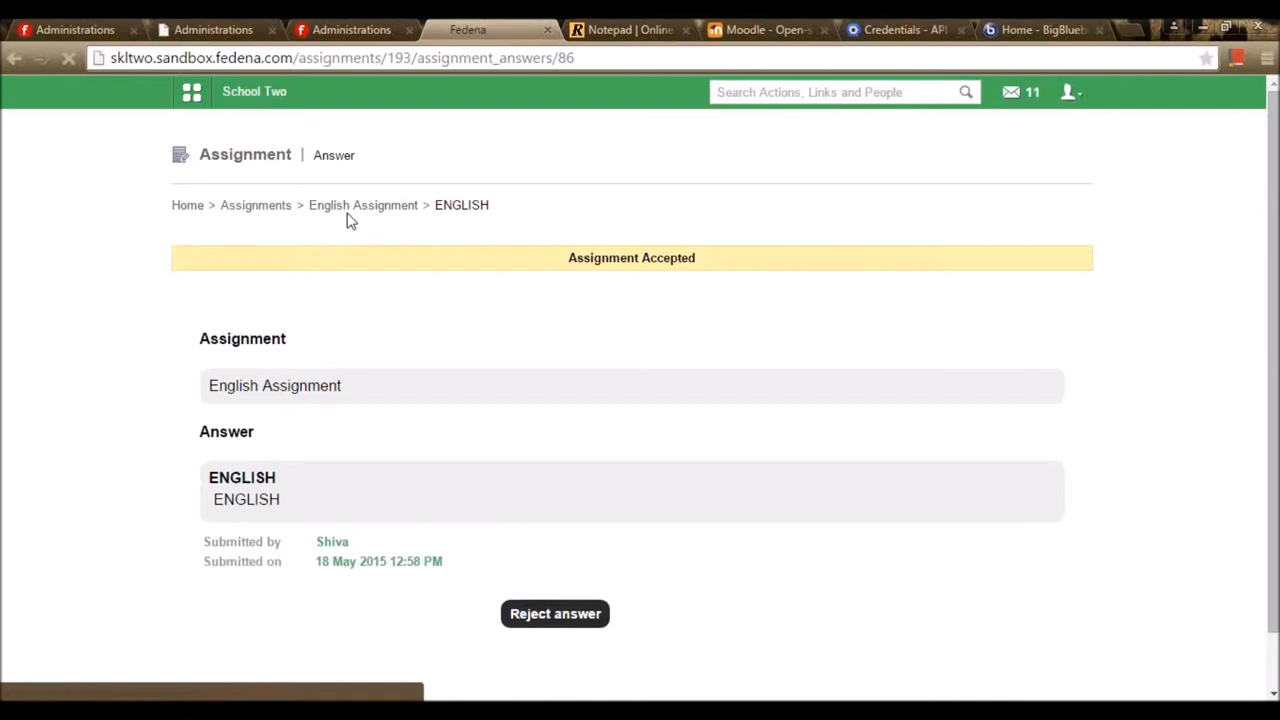 Administrations
Administrations
Administrations
Fedena
Notepad | Online
Moodle - Open-s
Credentials - API
Home - BigBlueb
skltwo.sandbox.fedena.com/assignments/193/assignment_answers/86
School Two
Search Actions, Links and People
11
Assignment | Answer
Home > Assignments > English Assignment > ENGLISH
Assignment Accepted
Assignment
English Assignment
Answer
ENGLISH
ENGLISH
Submitted by Shiva
Submitted on 18 May 2015 12:58 PM
Reject answer